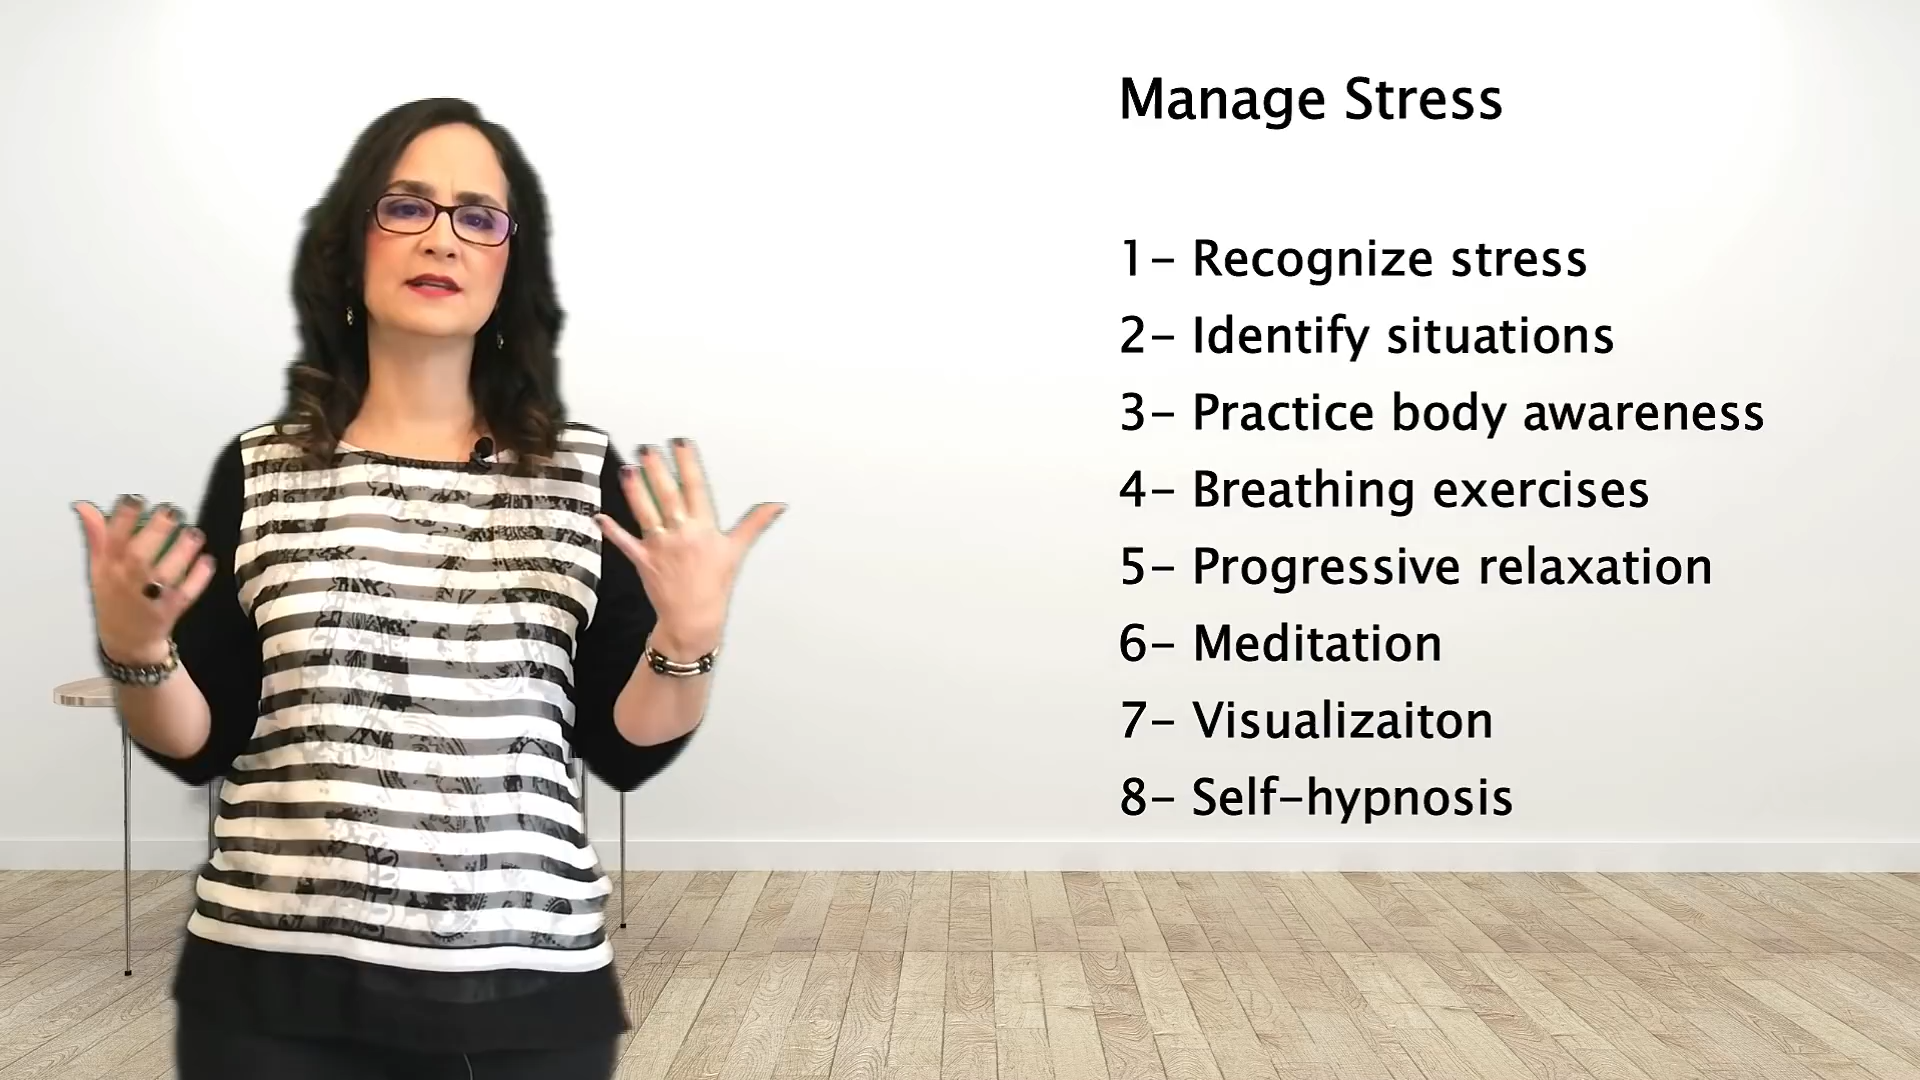 Manage Stress
1- Recognize stress
2- Identify situations
3- Practice body awareness
4- Breathing exercises
5- Progressive relaxation
6- Meditation
7- Visualizaiton
8- Self-hypnosis